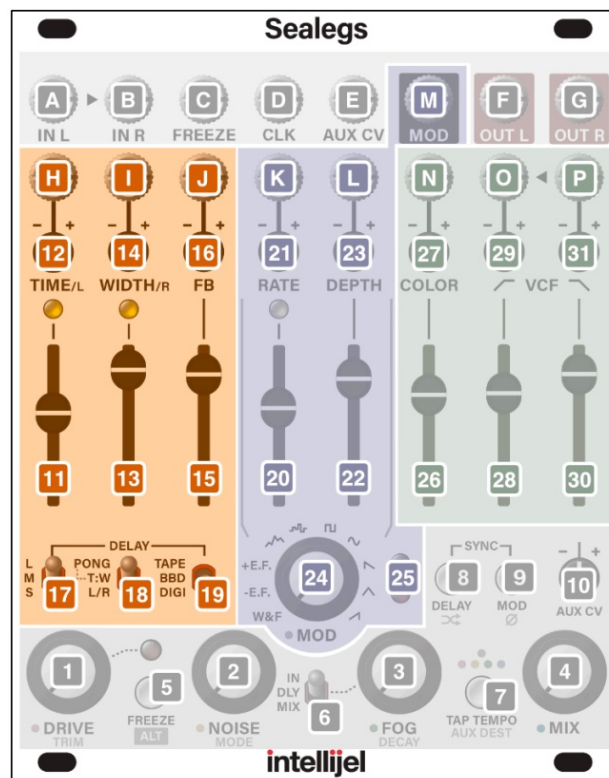 Sealegs
A B C D E M F G
IN L IN R FREEZE CLK AUX CV MOD OUT L OUT R
H I J K L N O P
- + - + - + - + - + - + - + - +
12 14 16 21 23 27 29 31
TIME/L WIDTH/R FB RATE DEPTH COLOR VCF
11 13 15 20 22 26 28 30
DELAY
L
M
S
17
PONG
T:W
L/R
18
TAPE
BBD
DIGI
19
+E.F.
-E.F.
W&F
24
MOD
25
SYNC
8 9
DELAY MOD
Ø
- +
10
AUX CV
1 5 2 6 3 7 4
IN
DLY
MIX
DRIVE
TRIM
FREEZE
ALT
NOISE
MODE
FOG
DECAY
TAP TEMPO
AUX DEST
MIX
intellijel